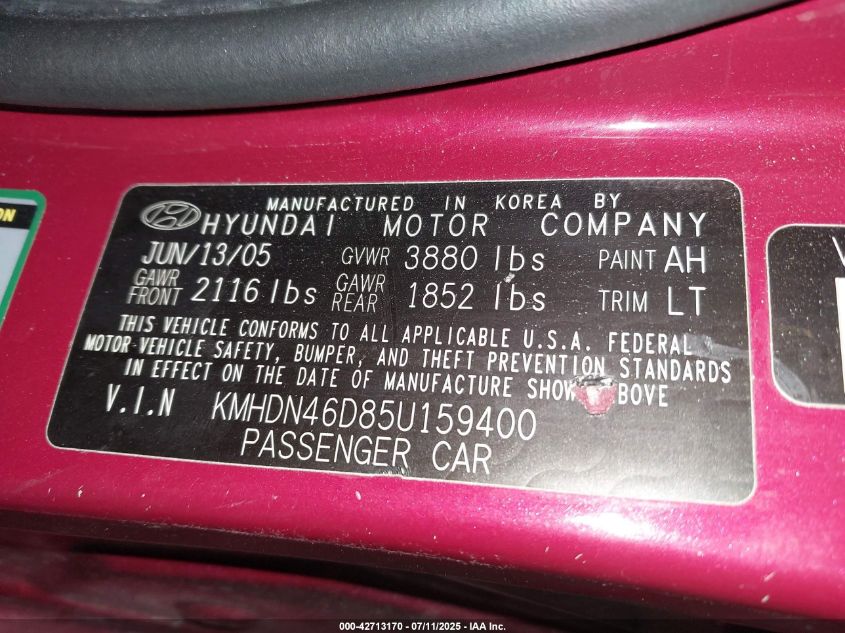 MANUFACTURED IN KOREA BY
HYUNDAI MOTOR COMPANY
JUN/13/05 GVWR 3880 lbs PAINT AH
GAWR FRONT 2116 lbs GAWR REAR 1852 lbs TRIM LT
THIS VEHICLE CONFORMS TO ALL APPLICABLE U.S.A. FEDERAL
MOTOR VEHICLE SAFETY, BUMPER, AND THEFT PREVENTION STANDARDS
IN EFFECT ON THE DATE OF MANUFACTURE SHOW BOVE
V.I.N KMHDN46D85U159400
PASSENGER CAR
ON
V
000-42713170 - 07/11/2025 - IAA Inc.